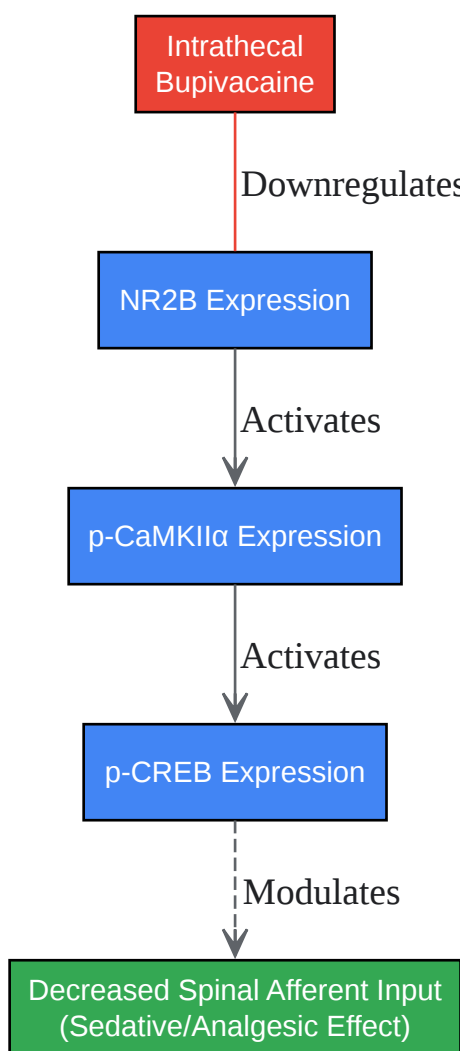 Intrathecal
Bupivacaine
Downregulates
NR2B Expression
Activates
p-CaMKIIα Expression
Activates
p-CREB Expression
Modulates
Decreased Spinal Afferent Input
(Sedative/Analgesic Effect)